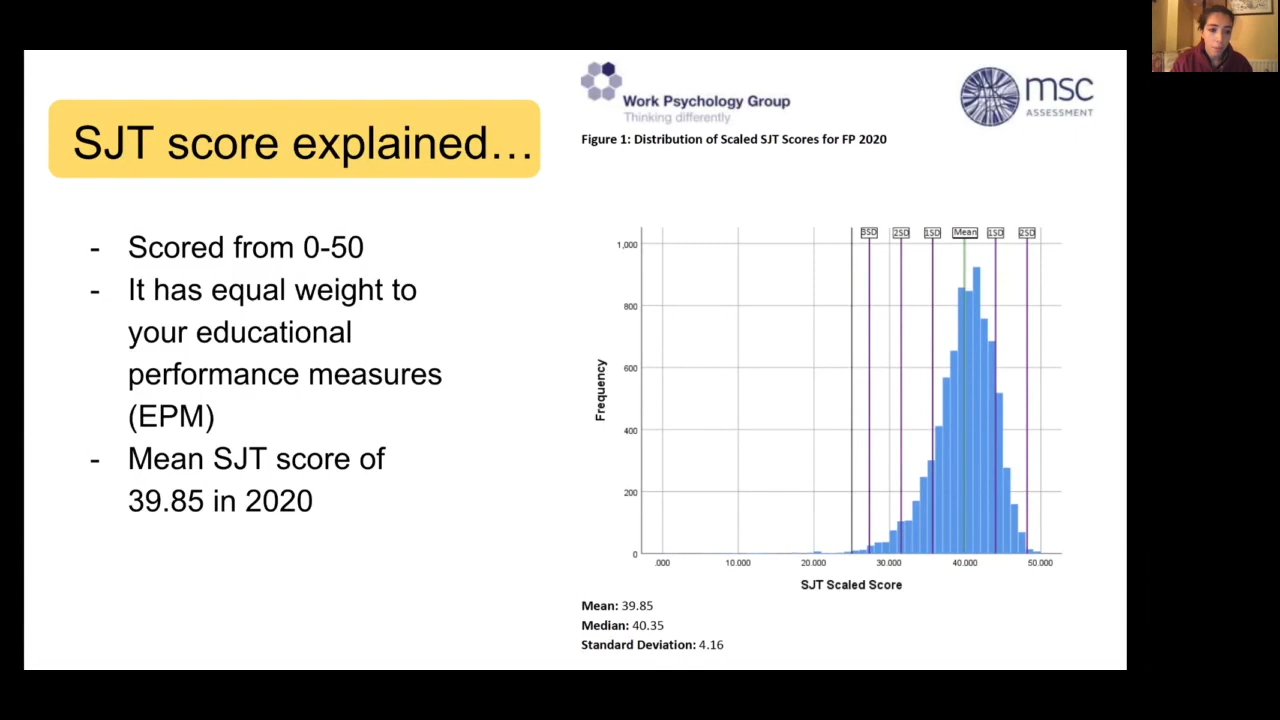 SJT score explained…
- Scored from 0-50
- It has equal weight to
your educational
performance measures
(EPM)
- Mean SJT score of
39.85 in 2020
Work Psychology Group
Thinking differently
msc
ASSESSMENT
Figure 1: Distribution of Scaled SJT Scores for FP 2020
3SD 2SD 1SD Mean 1SD 2SD
1,000
800
600
400
200
0
Frequency
.000 10.000 20.000 30.000 40.000 50.000
SJT Scaled Score
Mean: 39.85
Median: 40.35
Standard Deviation: 4.16